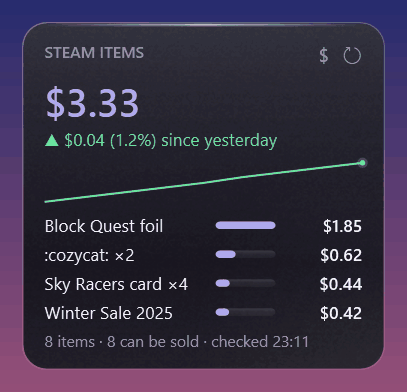 STEAM ITEMS $
$3.33
▲ $0.04 (1.2%) since yesterday
Block Quest foil $1.85
:cozycat: ×2 $0.62
Sky Racers card ×4 $0.44
Winter Sale 2025 $0.42
8 items · 8 can be sold · checked 23:11